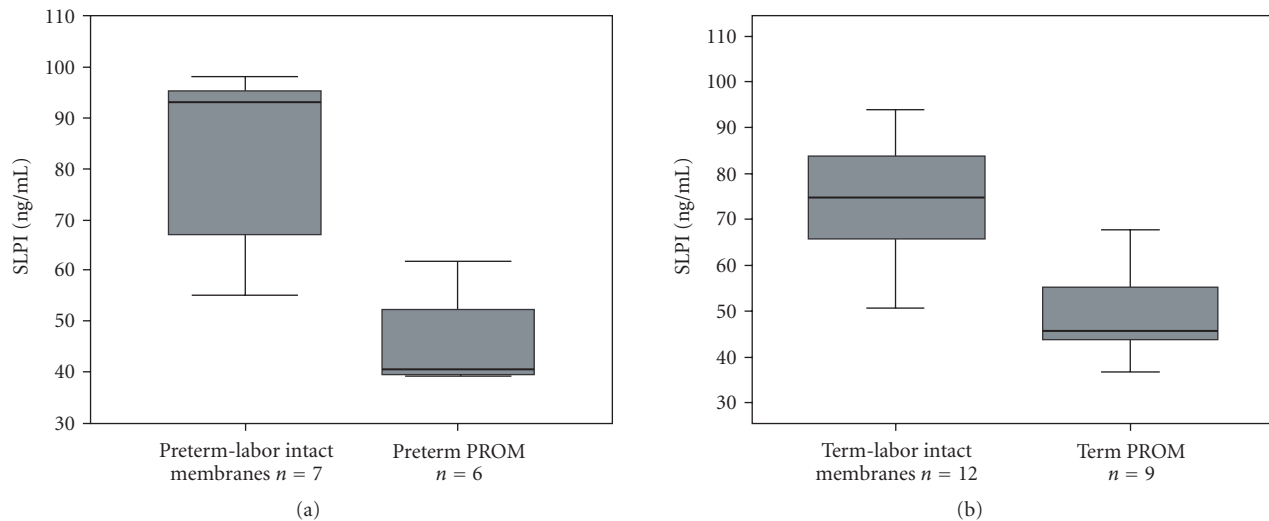 SLPI (ng/mL)
110
100
90
80
70
60
50
40
30
Preterm-labor intact
membranes n = 7
Preterm PROM
n = 6
(a)
SLPI (ng/mL)
110
100
90
80
70
60
50
40
30
Term-labor intact
membranes n = 12
Term PROM
n = 9
(b)